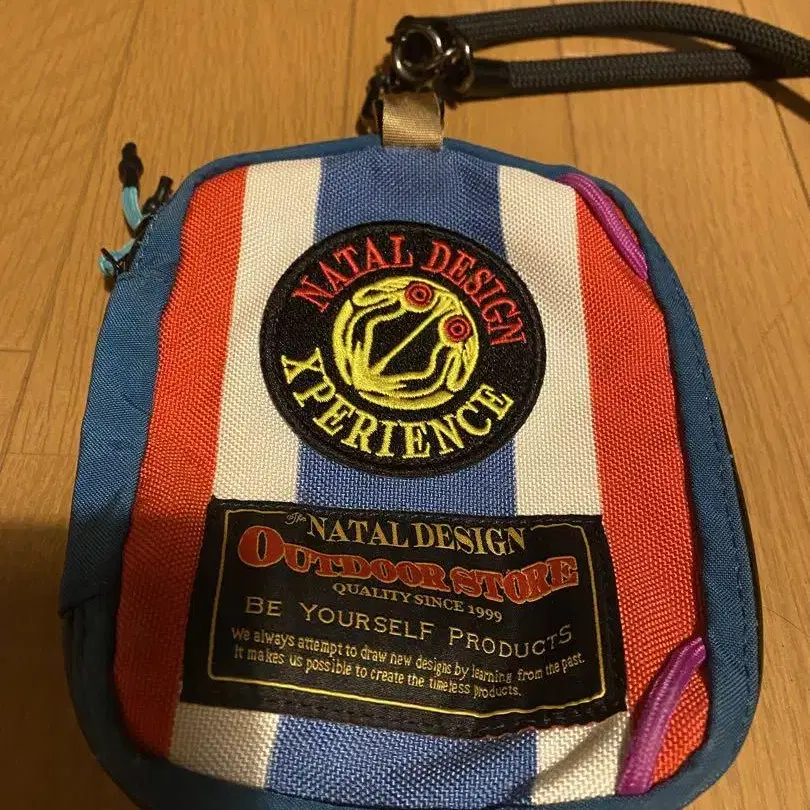 NATAL DESIGN
XPERIENCE
The NATAL DESIGN
OUTDOOR STORE
QUALITY SINCE 1999
BE YOURSELF PRODUCTS
We always attempt to draw new designs by learning from the past.
It makes us possible to create the timeless products.